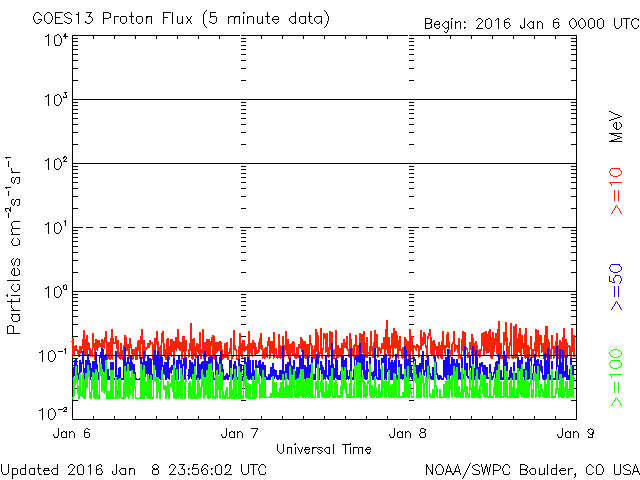 GOES13 Proton Flux (5 minute data)
Begin: 2016 Jan 6 0000 UTC
10⁴
10³
10²
10¹
10⁰
10⁻¹
10⁻²
Particles cm⁻²s⁻¹sr⁻¹
MeV
>=10
>=50
>=100
Jan 6
Jan 7
Jan 8
Jan 9
Universal Time
Updated 2016 Jan 8 23:56:02 UTC
NOAA/SWPC Boulder, CO USA